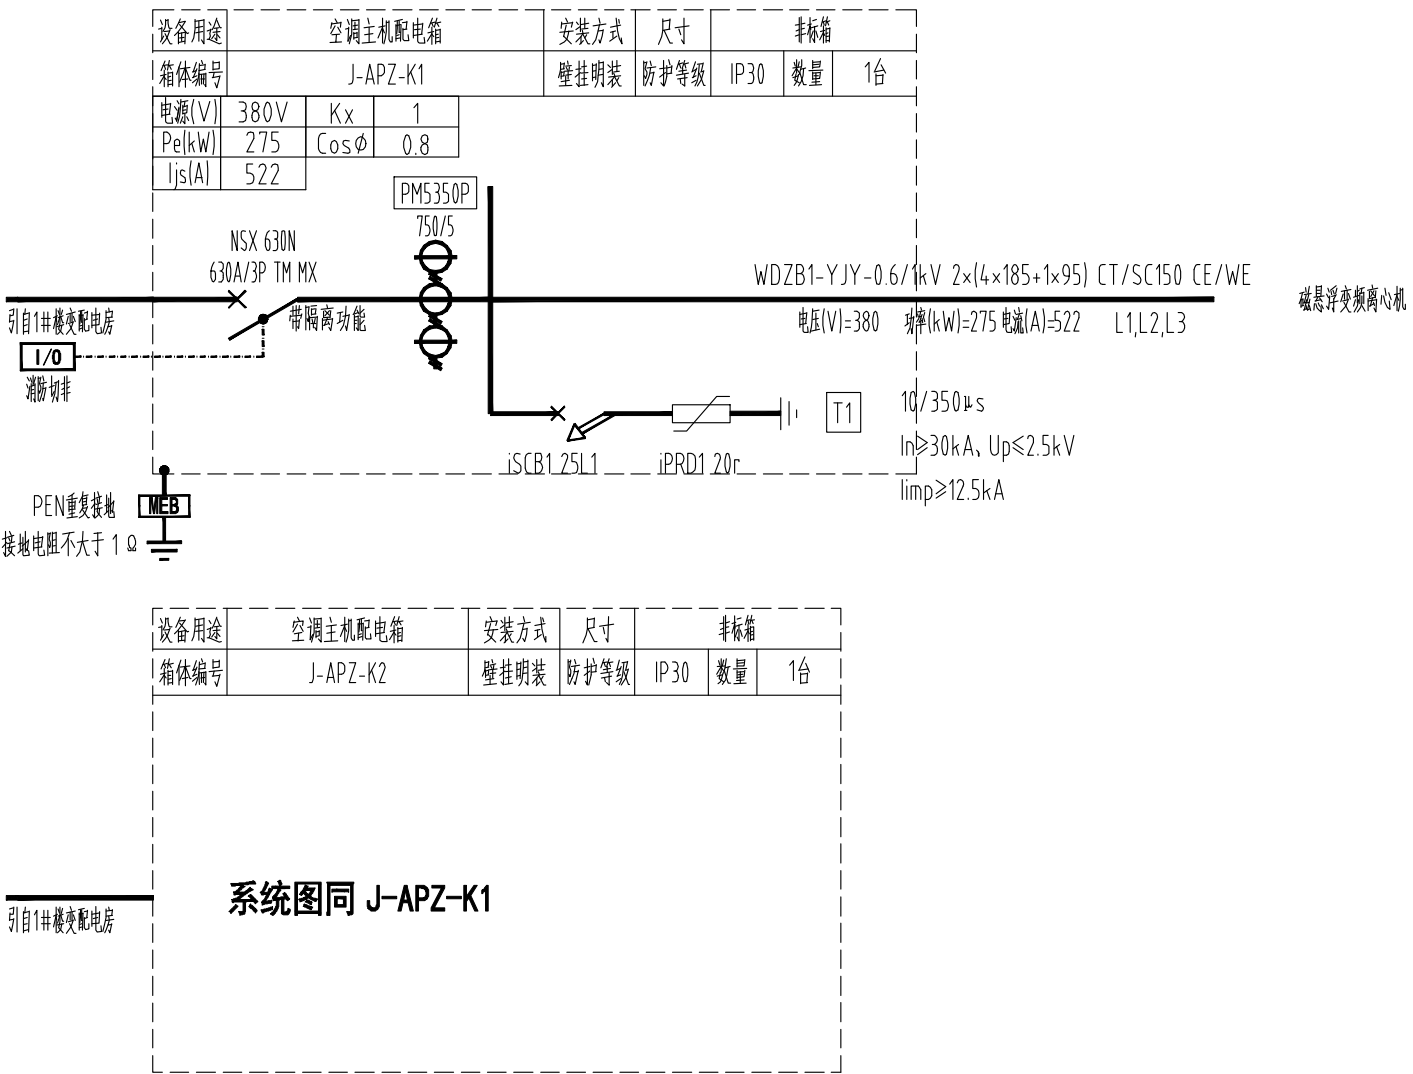 设备用途 空调主机配电箱 安装方式 尺寸 非标箱
箱体编号 J-APZ-K1 壁挂明装 防护等级 IP30 数量 1台
电源(V) 380V Kx 1
Pe(kW) 275 CosΦ 0.8
Ijs(A) 522
PM5350P
750/5
NSX 630N
630A/3P TM MX
WDZB1-YJY-0.6/1kV 2x(4x185+1x95) CT/SC150 CE/WE
磁悬浮变频离心机
引自1#楼变配电房
带隔离功能
电压(V)=380 功率(kW)=275 电流(A)=522 L1,L2,L3
I/O
消防切非
T1
10/350μs
In≥30kA、Up≤2.5kV
Iimp≥12.5kA
iSCB1 25L1 iPRD1 20r
PEN重复接地 MEB
接地电阻不大于 1 Ω
设备用途 空调主机配电箱 安装方式 尺寸 非标箱
箱体编号 J-APZ-K2 壁挂明装 防护等级 IP30 数量 1台
系统图同 J-APZ-K1
引自1#楼变配电房